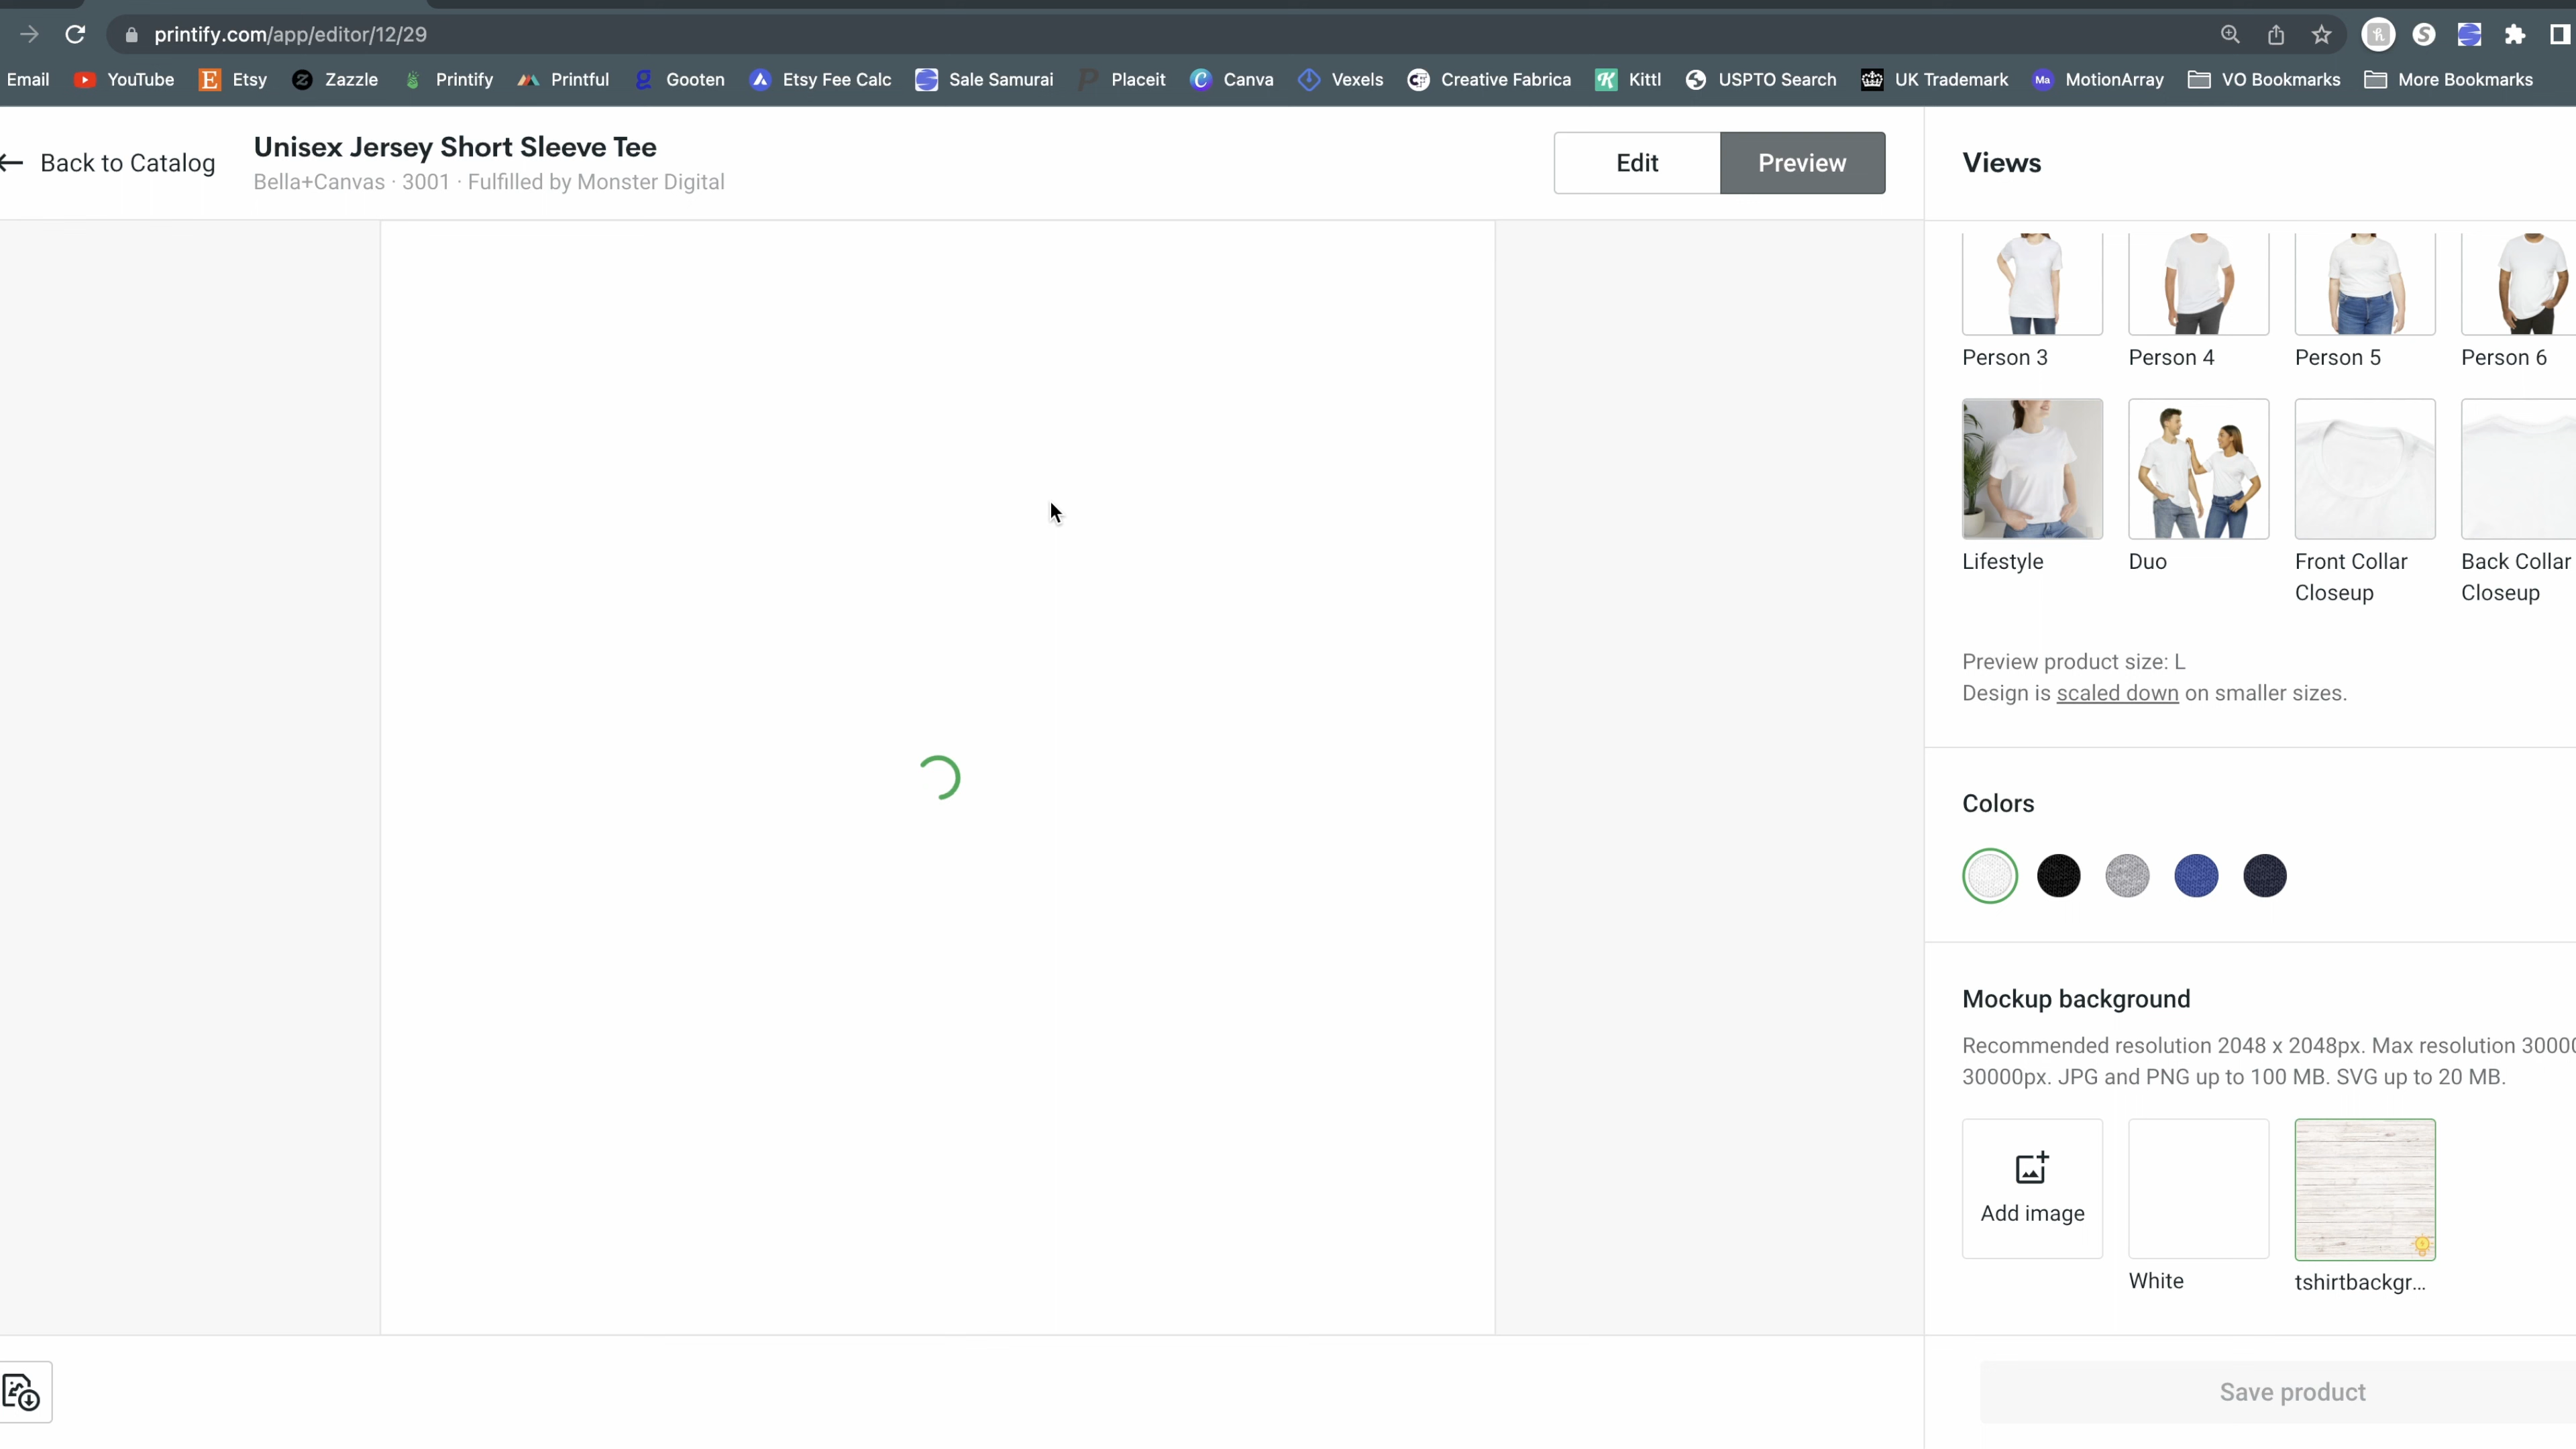 printify.com/app/editor/12/29
Email YouTube Etsy Zazzle Printify Printful Gooten Etsy Fee Calc Sale Samurai Placeit Canva Vexels Creative Fabrica Kittl USPTO Search UK Trademark MotionArray VO Bookmarks More Bookmarks
Back to Catalog
Unisex Jersey Short Sleeve Tee
Bella+Canvas · 3001 · Fulfilled by Monster Digital
Edit Preview
Views
Person 3 Person 4 Person 5 Person 6
Lifestyle Duo Front Collar Back Collar
Closeup Closeup
Preview product size: L
Design is scaled down on smaller sizes.
Colors
Mockup background
Recommended resolution 2048 x 2048px. Max resolution 30000
30000px. JPG and PNG up to 100 MB. SVG up to 20 MB.
Add image
White tshirtbackgr...
Save product